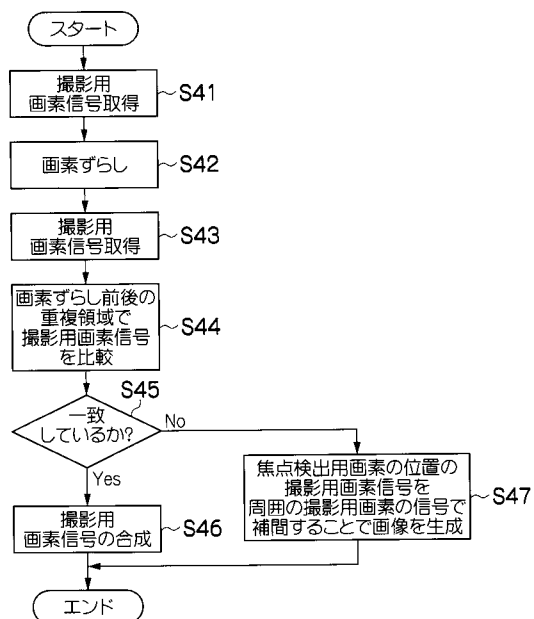 スタート
撮影用
画素信号取得
S41
画素ずらし
S42
撮影用
画素信号取得
S43
画素ずらし前後の
重複領域で
撮影用画素信号
を比較
S44
S45
一致
しているか?
No
Yes
撮影用
画素信号の合成
S46
焦点検出用画素の位置の
撮影用画素信号を
周囲の撮影用画素の信号で
補間することで画像を生成
S47
エンド